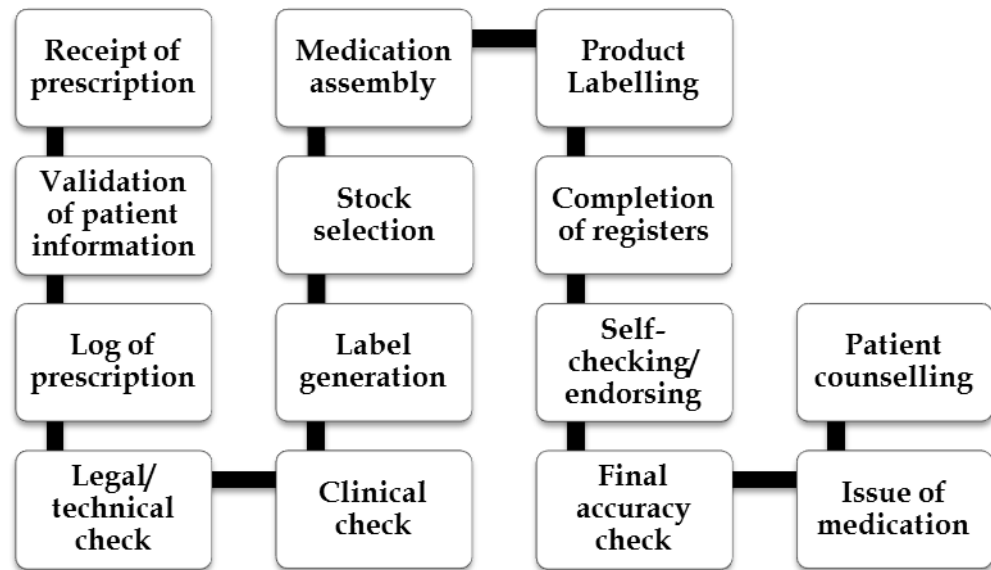 Receipt of
prescription
Validation
of patient
information
Log of
prescription
Legal/
technical
check
Clinical
check
Label
generation
Stock
selection
Medication
assembly
Product
Labelling
Completion
of registers
Self-
checking/
endorsing
Final
accuracy
check
Issue of
medication
Patient
counselling